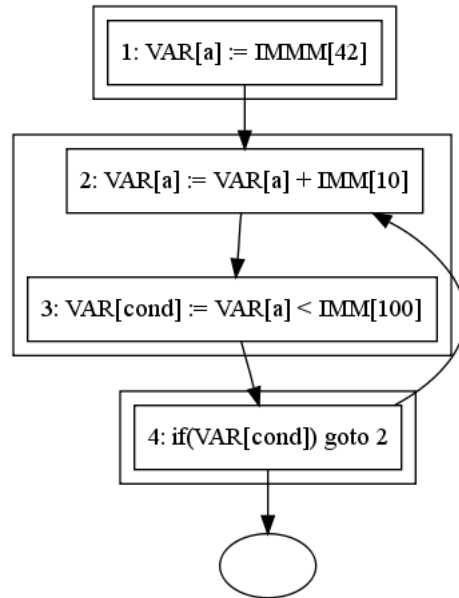 1: VAR[a] := IMMM[42]
2: VAR[a] := VAR[a] + IMM[10]
3: VAR[cond] := VAR[a] < IMM[100]
4: if(VAR[cond]) goto 2